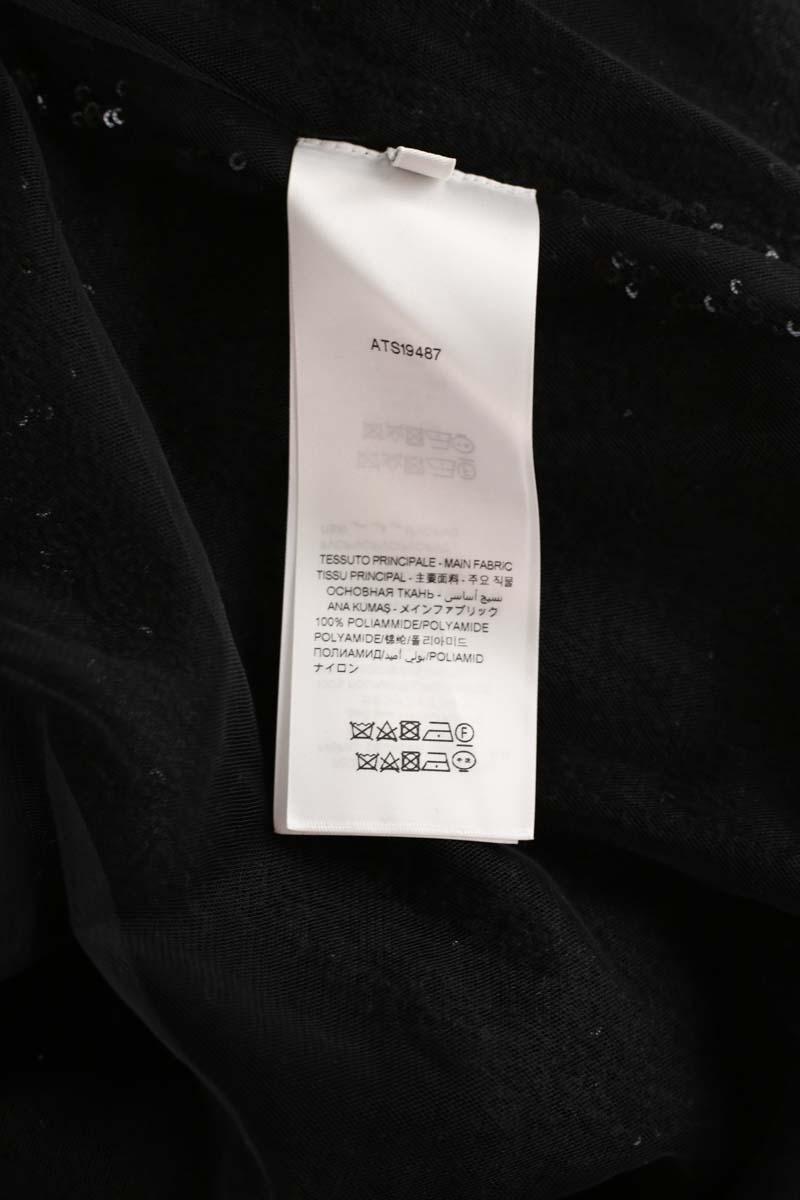 ATS19487
TESSUTO PRINCIPALE - MAIN FABRIC
TISSU PRINCIPAL - 主要面料 - 주요 직물
ОСНОВНАЯ ТКАНЬ - نسيج أساسي
ANA KUMAŞ - メインファブリック
100% POLIAMMIDE/POLYAMIDE
POLYAMIDE/锦纶/폴리아미드
ПОЛИАМИД/بولي أميد/POLIAMID
ナイロン
F